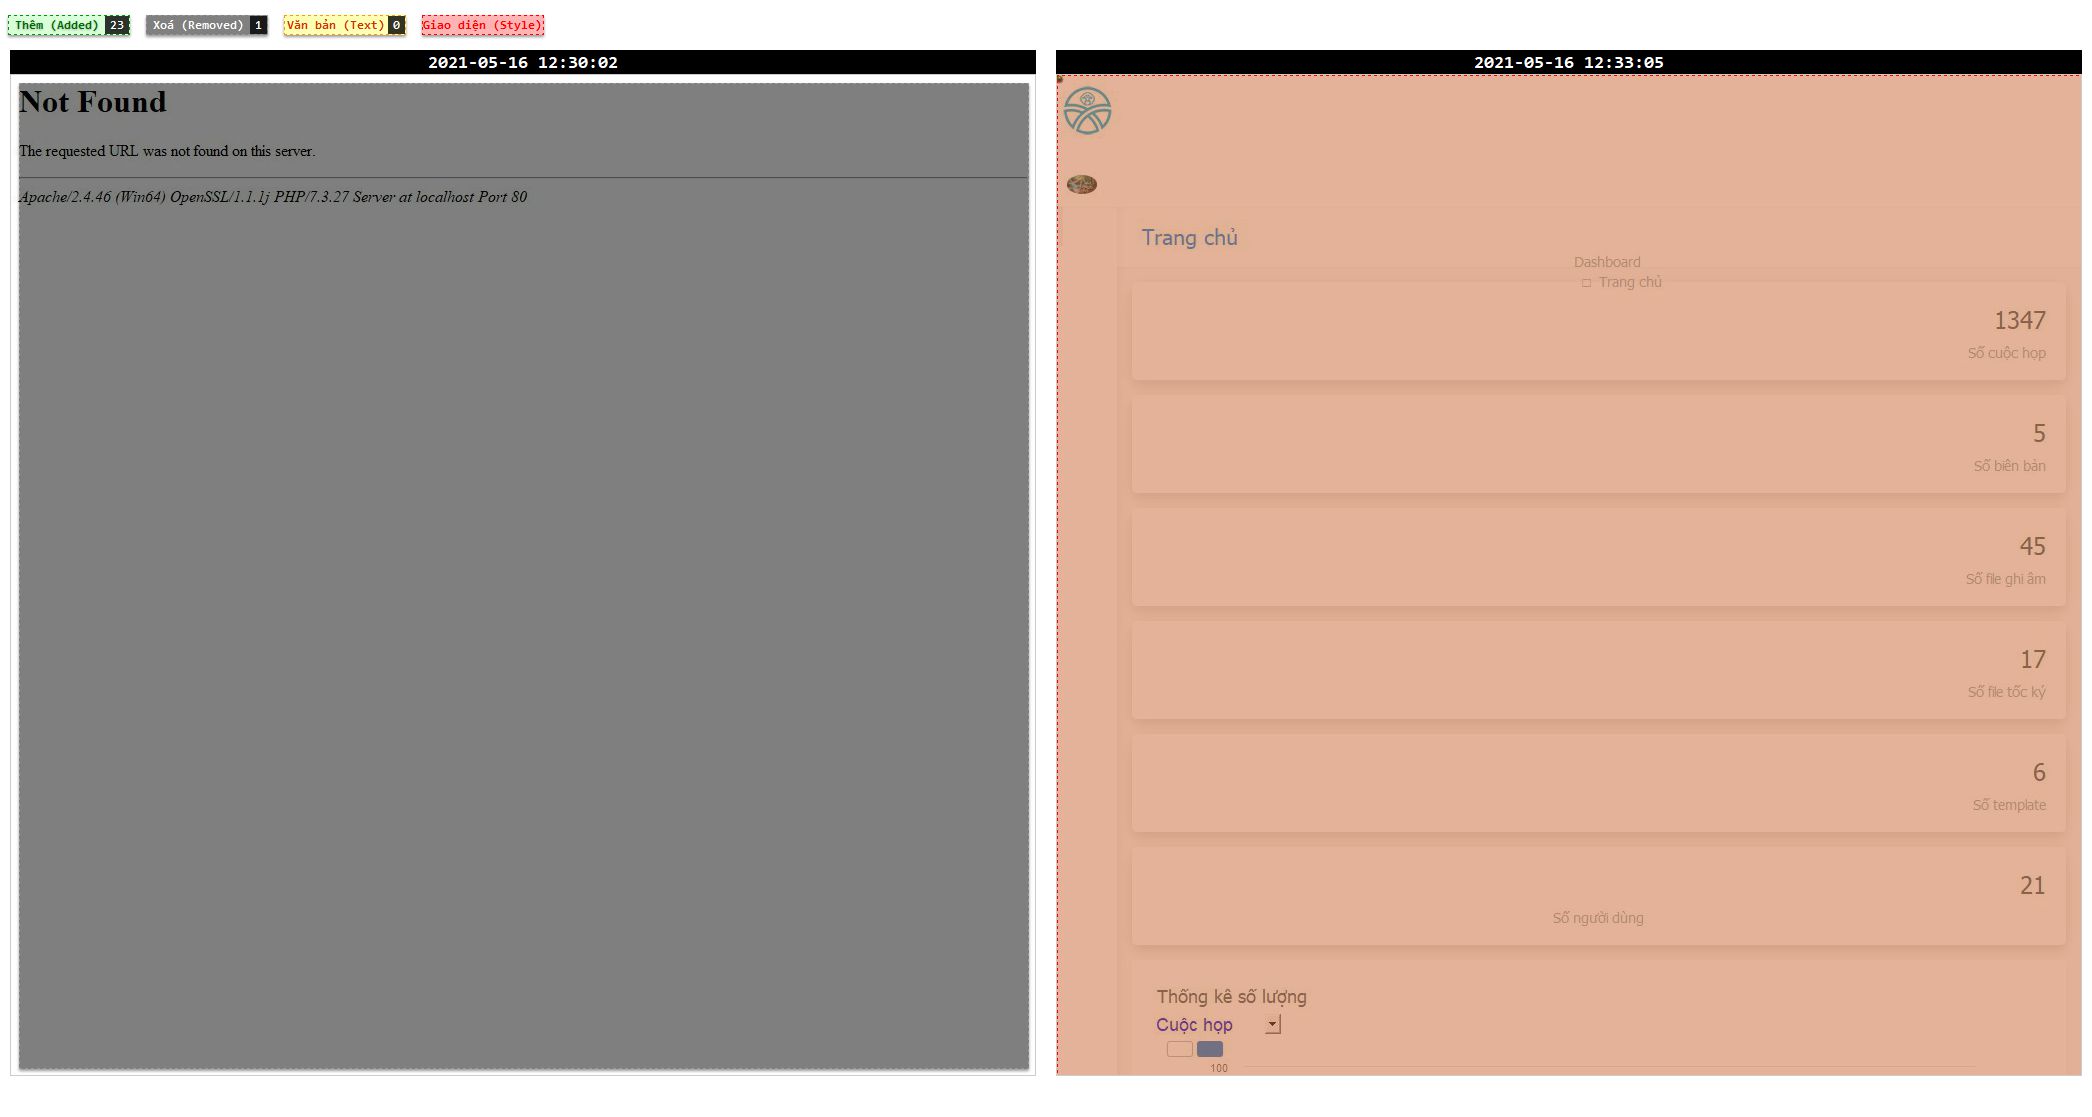 Thêm (Added) 23 Xoá (Removed) 1 Văn bản (Text) 0 Giao diện (Style)
2021-05-16 12:30:02
Not Found
The requested URL was not found on this server.
Apache/2.4.46 (Win64) OpenSSL/1.1.1j PHP/7.3.27 Server at localhost Port 80
2021-05-16 12:33:05
Trang chủ
Dashboard
Trang chủ
1347
Số cuộc họp
5
Số biên bản
45
Số file ghi âm
17
Số file tốc ký
6
Số template
21
Số người dùng
Thống kê số lượng
Cuộc họp
100